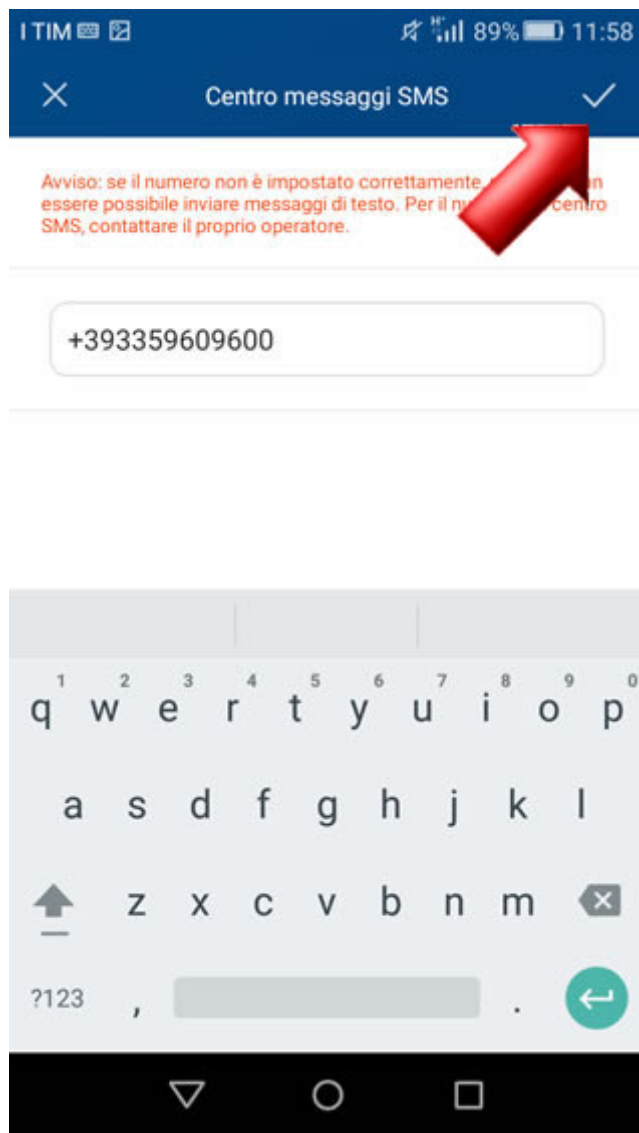 I TIM 89% 11:58
Centro messaggi SMS
Avviso: se il numero non è impostato correttamente,
essere possibile inviare messaggi di testo. Per il centro
SMS, contattare il proprio operatore.
+393359609600
1 2 3 4 5 6 7 8 9 0
q w e r t y u i o p
a s d f g h j k l
z x c v b n m
?123 , .